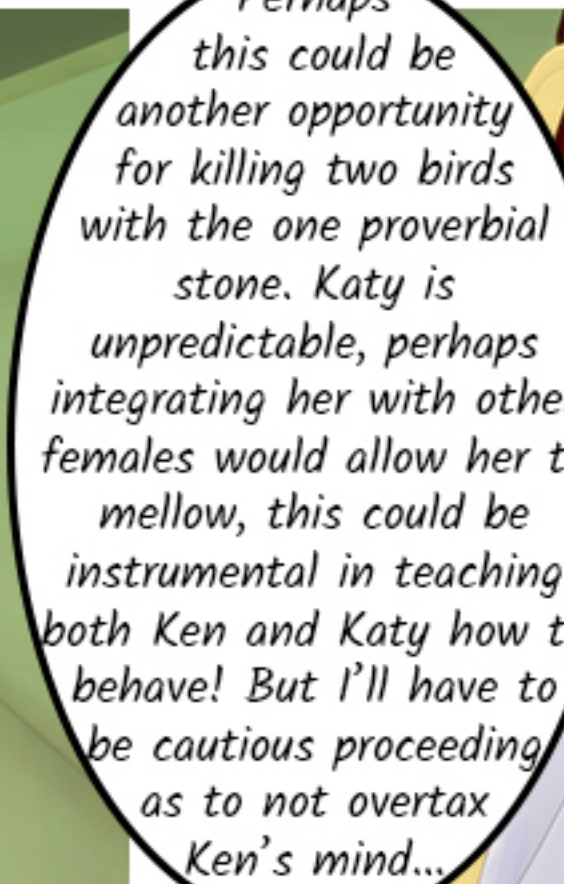 Perhaps
this could be
another opportunity
for killing two birds
with the one proverbial
stone. Katy is
unpredictable, perhaps
integrating her with othe
females would allow her t
mellow, this could be
instrumental in teaching
both Ken and Katy how t
behave! But I'll have to
be cautious proceeding
as to not overtax
Ken's mind...